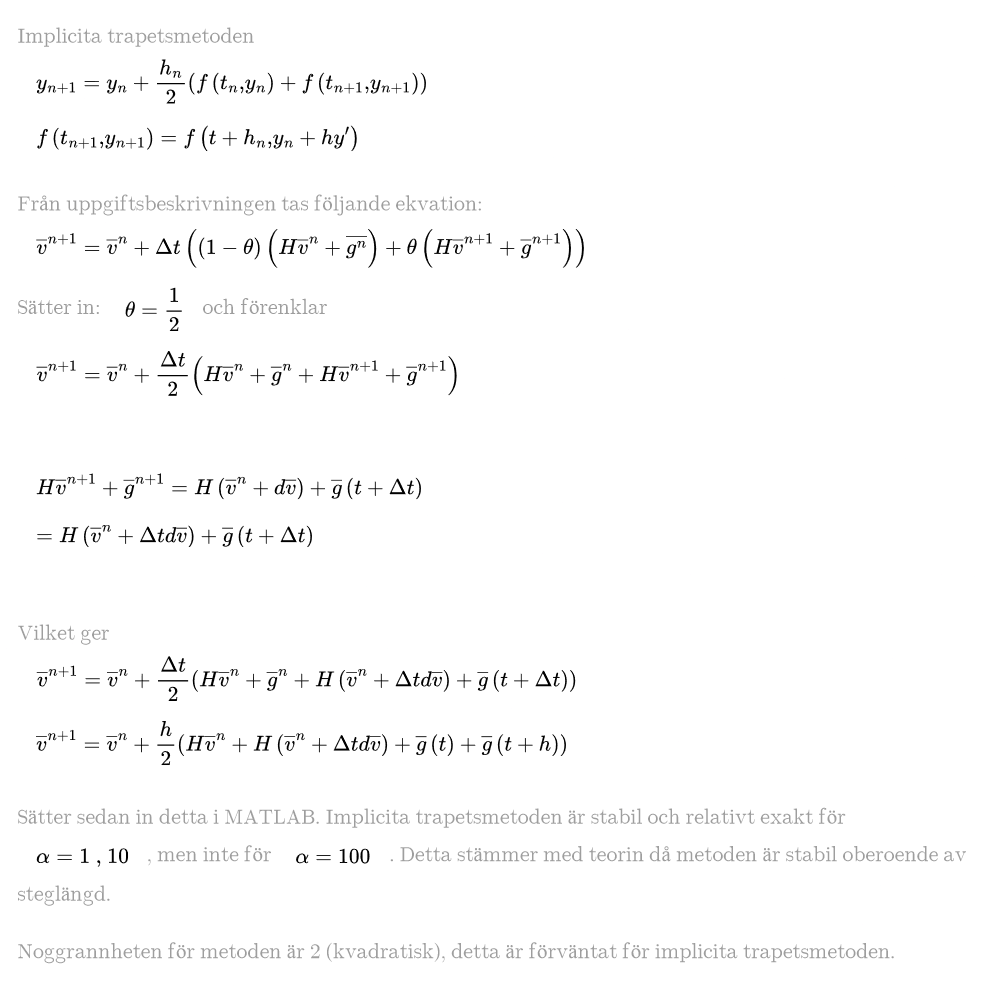 Implicita trapetsmetoden
$y_{n+1} = y_n + \frac{h_n}{2}(f(t_n, y_n) + f(t_{n+1}, y_{n+1}))$
$f(t_{n+1}, y_{n+1}) = f(t + h_n, y_n + hy')$
Från uppgiftsbeskrivningen tas följande ekvation:
$\overline{v}^{n+1} = \overline{v}^n + \Delta t\left((1 - \theta)\left(H\overline{v}^n + \overline{g^n}\right) + \theta\left(H\overline{v}^{n+1} + \overline{g}^{n+1}\right)\right)$
Sätter in: $\theta = \frac{1}{2}$ och förenklar
$\overline{v}^{n+1} = \overline{v}^n + \frac{\Delta t}{2}\left(H\overline{v}^n + \overline{g}^n + H\overline{v}^{n+1} + \overline{g}^{n+1}\right)$
$H\overline{v}^{n+1} + \overline{g}^{n+1} = H(\overline{v}^n + d\overline{v}) + \overline{g}(t + \Delta t)$
$= H(\overline{v}^n + \Delta t d\overline{v}) + \overline{g}(t + \Delta t)$
Vilket ger
$\overline{v}^{n+1} = \overline{v}^n + \frac{\Delta t}{2}(H\overline{v}^n + \overline{g}^n + H(\overline{v}^n + \Delta t d\overline{v}) + \overline{g}(t + \Delta t))$
$\overline{v}^{n+1} = \overline{v}^n + \frac{h}{2}(H\overline{v}^n + H(\overline{v}^n + \Delta t d\overline{v}) + \overline{g}(t) + \overline{g}(t + h))$
Sätter sedan in detta i MATLAB. Implicita trapetsmetoden är stabil och relativt exakt för
$\alpha = 1, 10$ , men inte för $\alpha = 100$ . Detta stämmer med teorin då metoden är stabil oberoende av
steglängd.
Noggrannheten för metoden är 2 (kvadratisk), detta är förväntat för implicita trapetsmetoden.